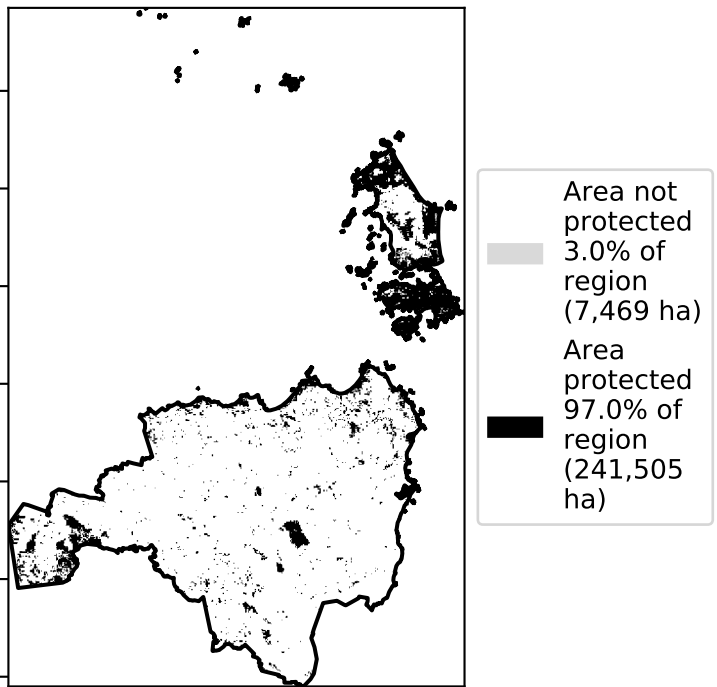 Area not
protected
3.0% of
region
(7,469 ha)
Area
protected
97.0% of
region
(241,505
ha)